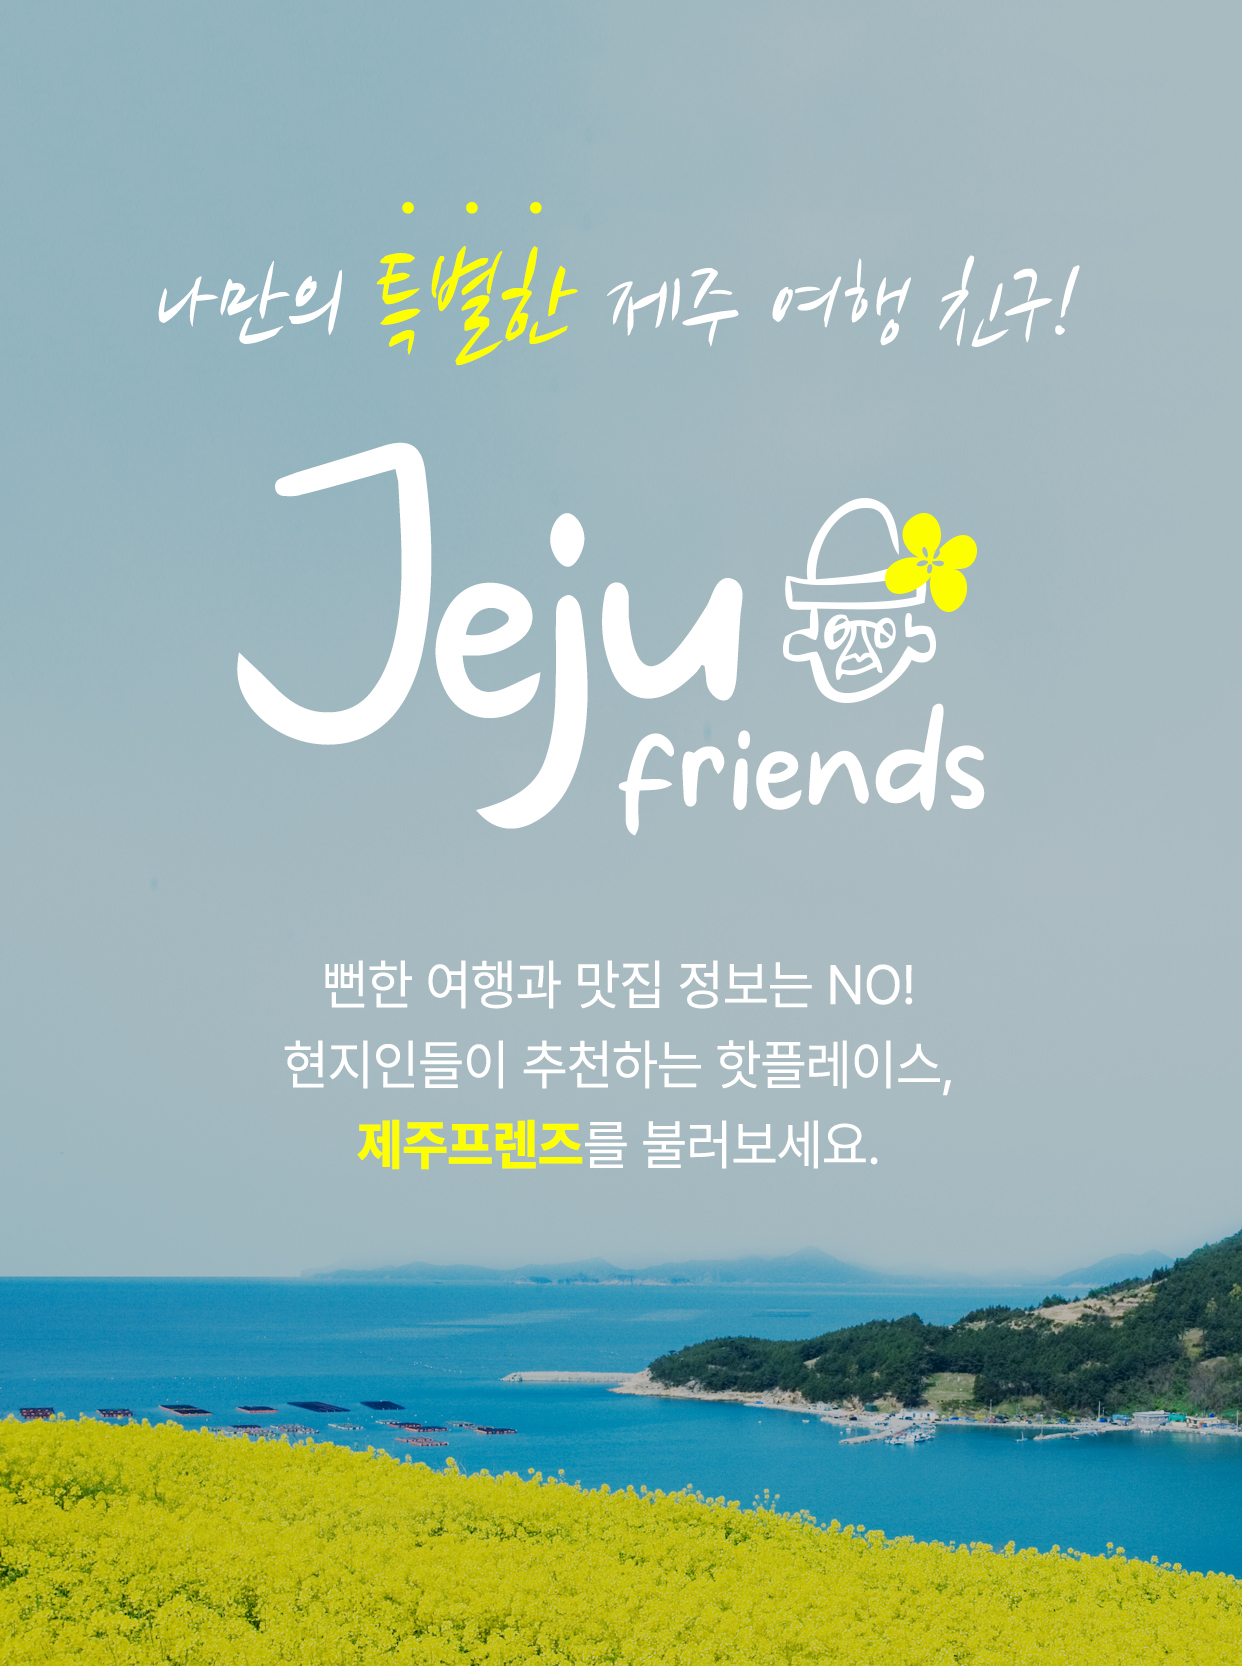 나만의 특별한 제주 여행 친구!
Jeju
friends
뻔한 여행과 맛집 정보는 NO!
현지인들이 추천하는 핫플레이스,
제주프렌즈를 불러보세요.